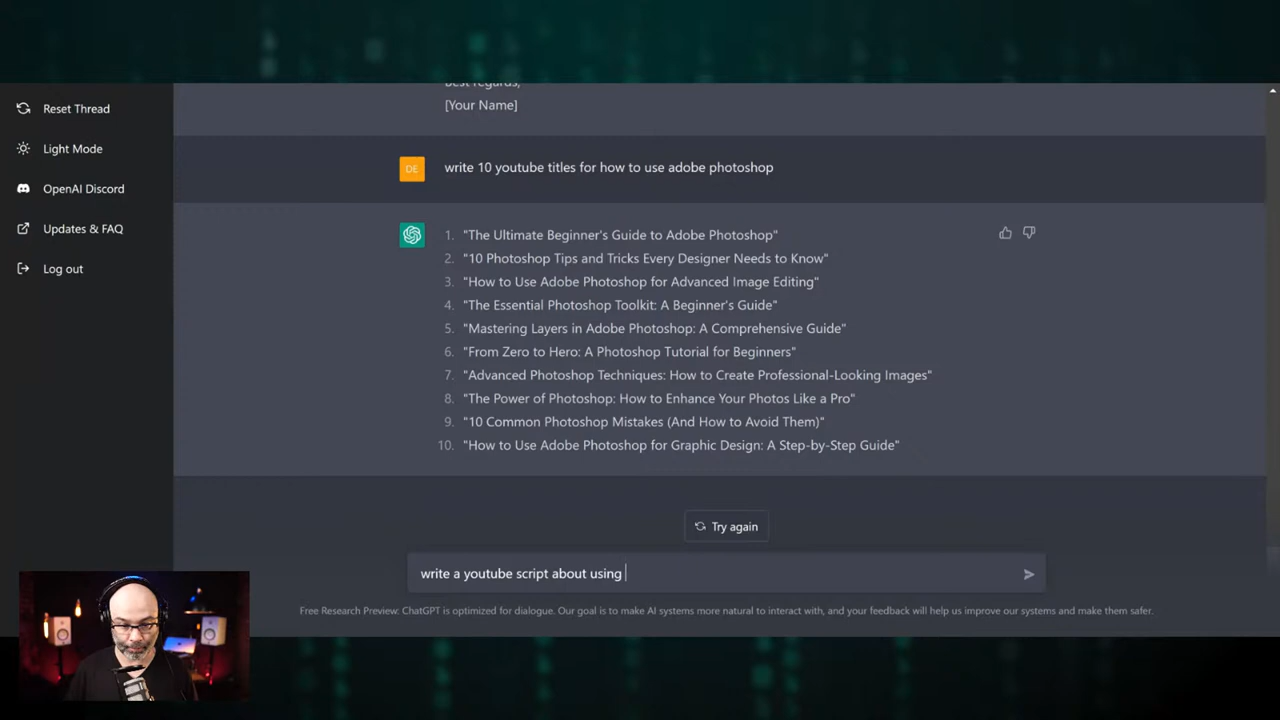 Best regards,
[Your Name]
Reset Thread
Light Mode
OpenAI Discord
Updates & FAQ
Log out
DE
write 10 youtube titles for how to use adobe photoshop
1. "The Ultimate Beginner's Guide to Adobe Photoshop"
2. "10 Photoshop Tips and Tricks Every Designer Needs to Know"
3. "How to Use Adobe Photoshop for Advanced Image Editing"
4. "The Essential Photoshop Toolkit: A Beginner's Guide"
5. "Mastering Layers in Adobe Photoshop: A Comprehensive Guide"
6. "From Zero to Hero: A Photoshop Tutorial for Beginners"
7. "Advanced Photoshop Techniques: How to Create Professional-Looking Images"
8. "The Power of Photoshop: How to Enhance Your Photos Like a Pro"
9. "10 Common Photoshop Mistakes (And How to Avoid Them)"
10. "How to Use Adobe Photoshop for Graphic Design: A Step-by-Step Guide"
Try again
write a youtube script about using
Free Research Preview: ChatGPT is optimized for dialogue. Our goal is to make AI systems more natural to interact with, and your feedback will help us improve our systems and make them safer.